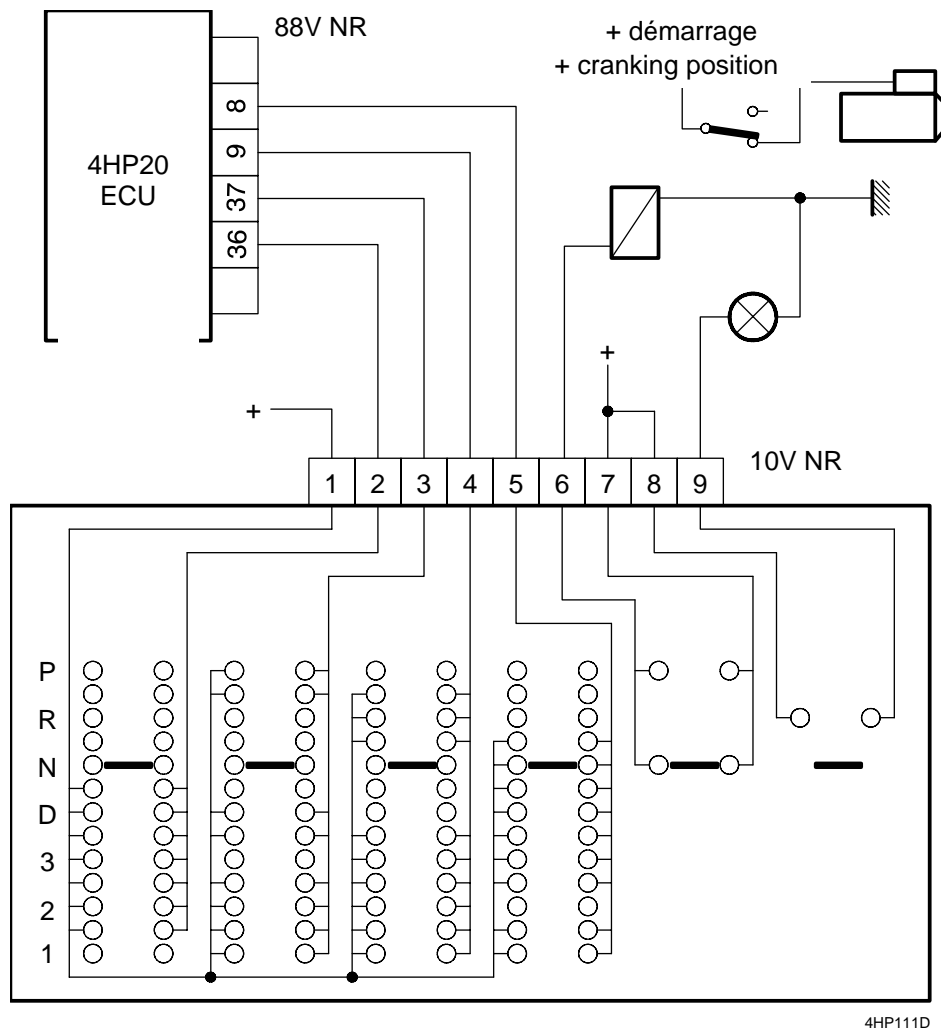 88V NR
+ démarrage
+ cranking position
4HP20
ECU
8
9
37
36
+
+
10V NR
1 2 3 4 5 6 7 8 9
P
R
N
D
3
2
1
4HP111D